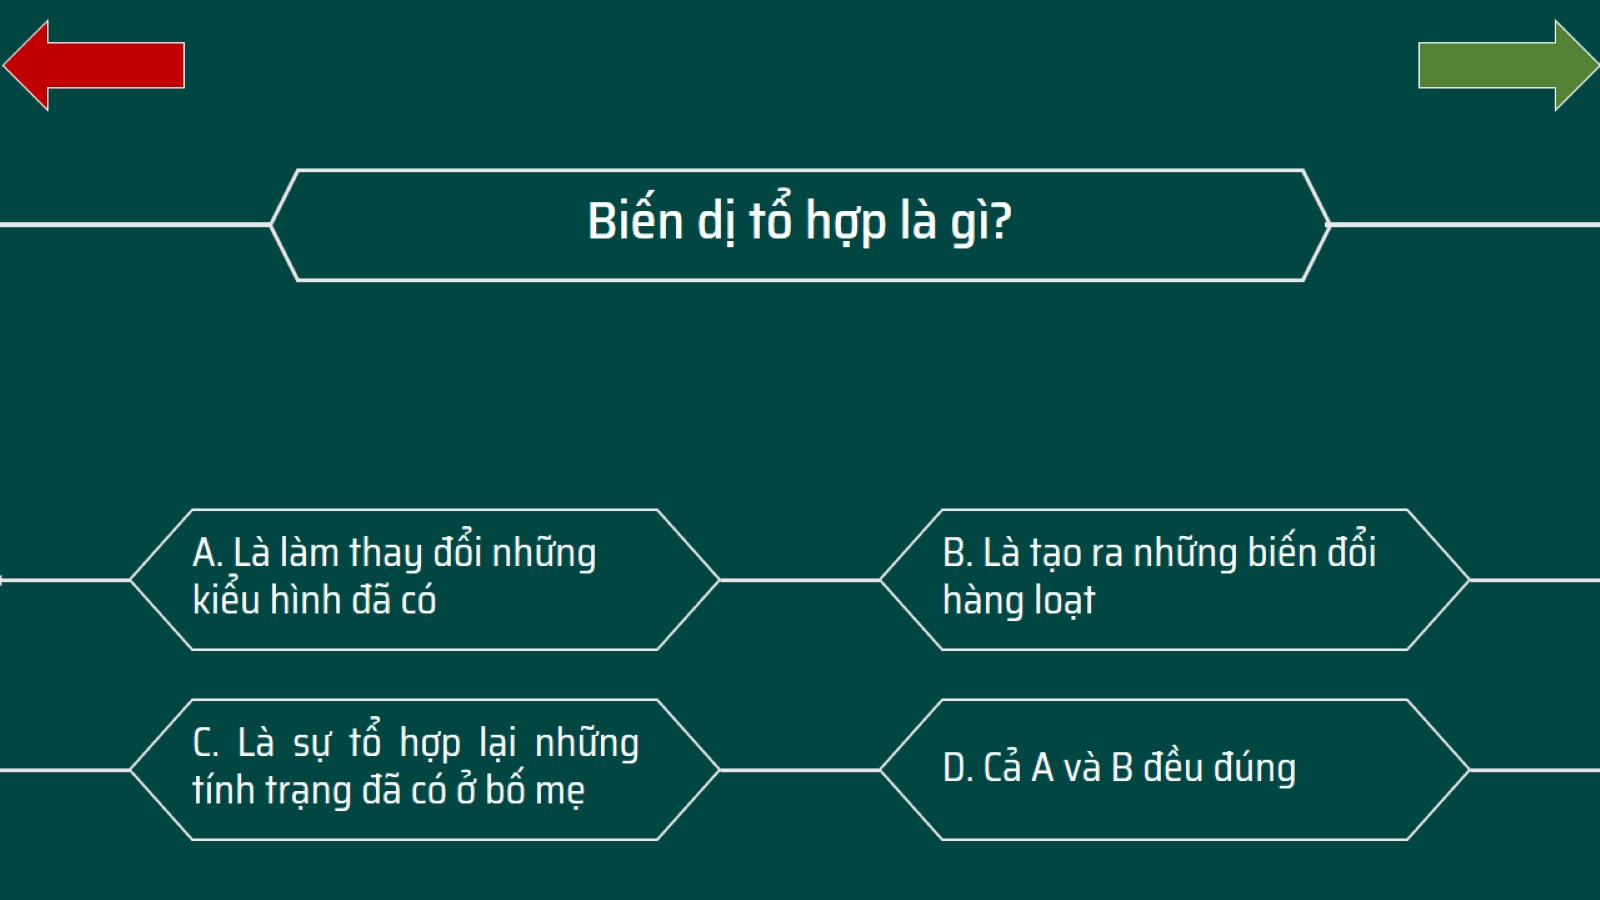 Biến dị tổ hợp là gì?
A. Là làm thay đổi những
kiểu hình đã có
B. Là tạo ra những biến đổi
hàng loạt
C. Là sự tổ hợp lại những
tính trạng đã có ở bố mẹ
D. Cả A và B đều đúng